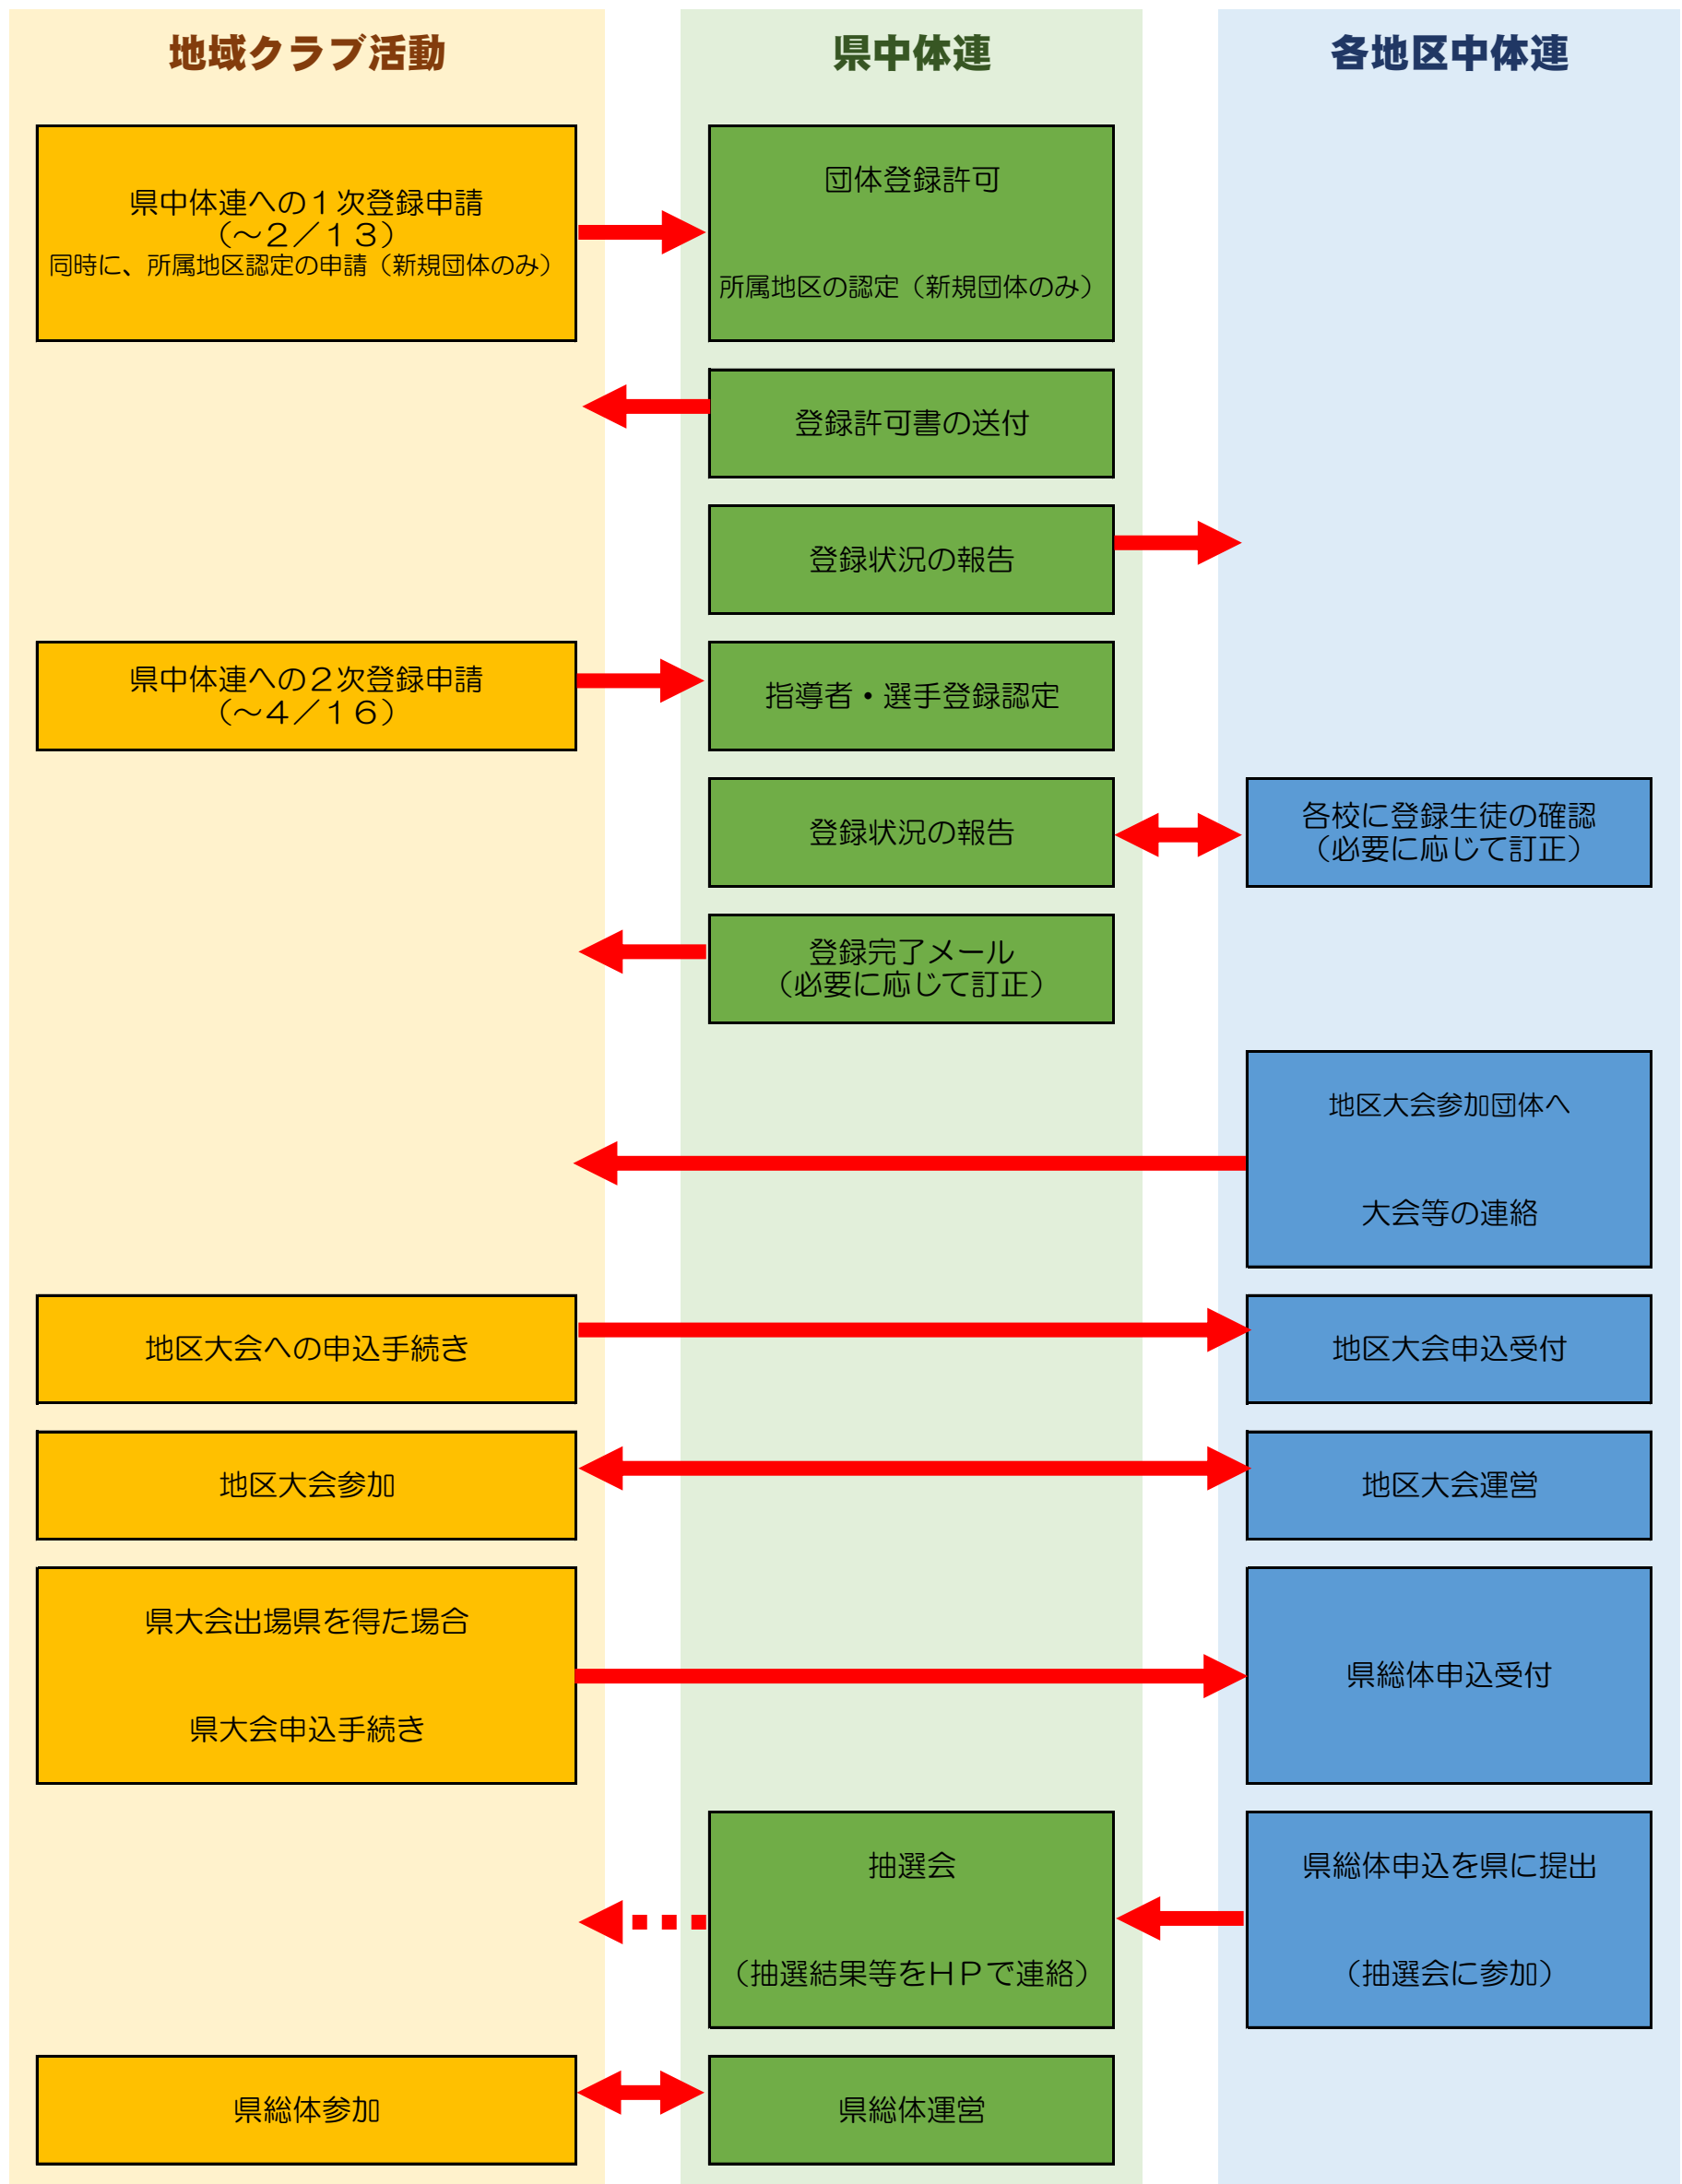 地域クラブ活動
県中体連
各地区中体連
県中体連への１次登録申請
（～２／１３）
同時に、所属地区認定の申請（新規団体のみ）
団体登録許可
所属地区の認定（新規団体のみ）
登録許可書の送付
登録状況の報告
県中体連への２次登録申請
（～４／１６）
指導者・選手登録認定
登録状況の報告
各校に登録生徒の確認
（必要に応じて訂正）
登録完了メール
（必要に応じて訂正）
地区大会参加団体へ
大会等の連絡
地区大会への申込手続き
地区大会申込受付
地区大会参加
地区大会運営
県大会出場県を得た場合
県大会申込手続き
県総体申込受付
抽選会
（抽選結果等をＨＰで連絡）
県総体申込を県に提出
（抽選会に参加）
県総体参加
県総体運営